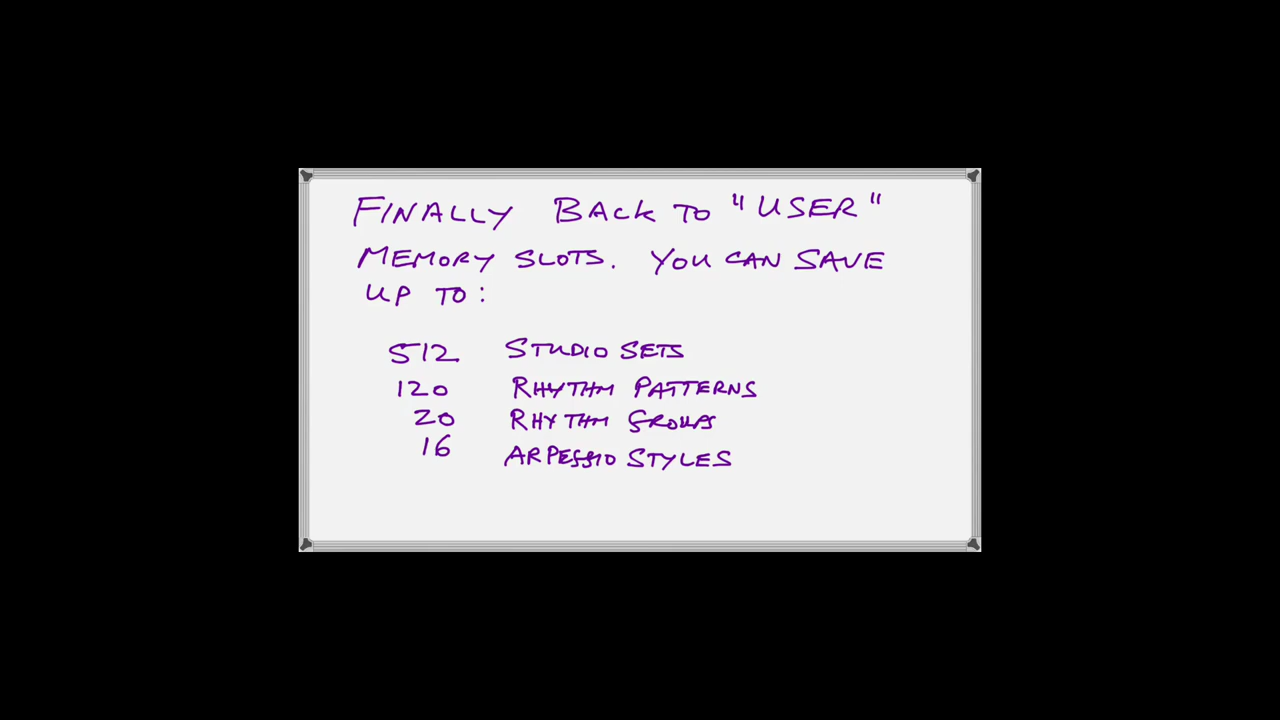 FINALLY BACK TO "USER"
MEMORY SLOTS. YOU CAN SAVE
UP TO:
512 STUDIO SETS
120 RHYTHM PATTERNS
20 RHYTHM GROUPS
16 ARPEGGIO STYLES